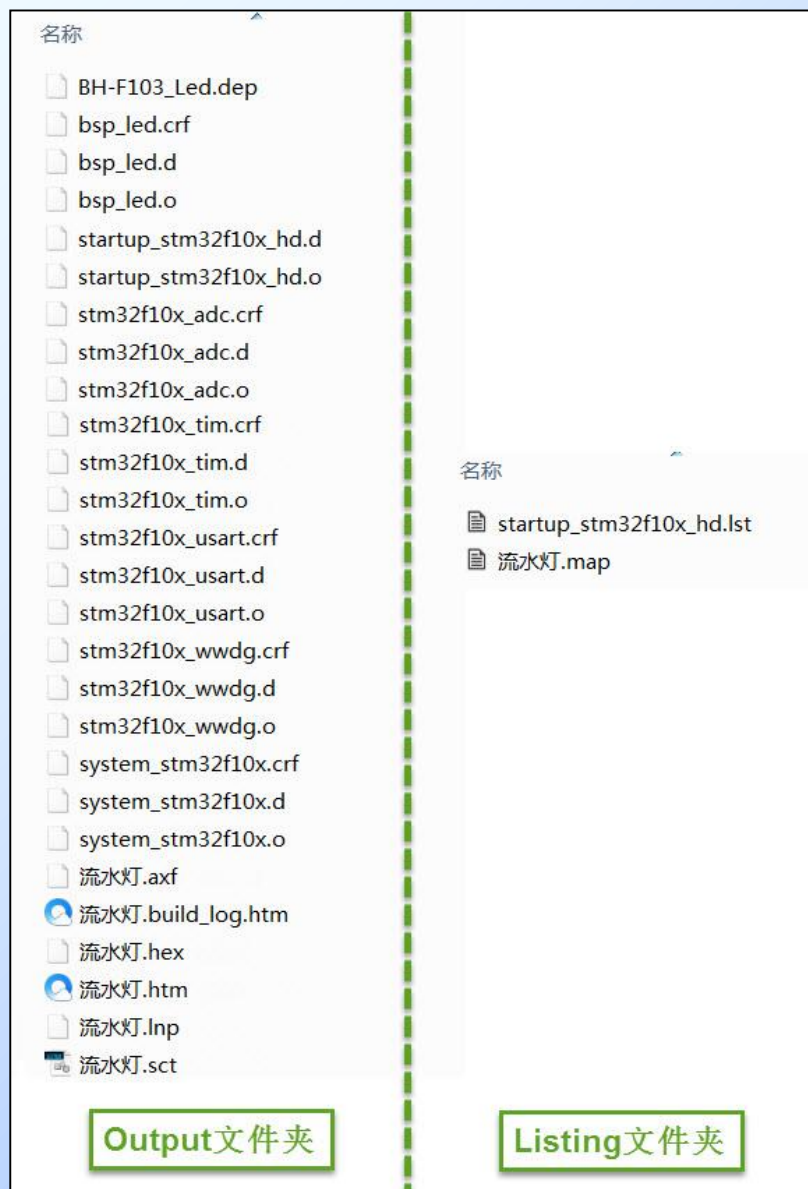 名称
BH-F103_Led.dep
bsp_led.crf
bsp_led.d
bsp_led.o
startup_stm32f10x_hd.d
startup_stm32f10x_hd.o
stm32f10x_adc.crf
stm32f10x_adc.d
stm32f10x_adc.o
stm32f10x_tim.crf
stm32f10x_tim.d
stm32f10x_tim.o
stm32f10x_usart.crf
stm32f10x_usart.d
stm32f10x_usart.o
stm32f10x_wwdg.crf
stm32f10x_wwdg.d
stm32f10x_wwdg.o
system_stm32f10x.crf
system_stm32f10x.d
system_stm32f10x.o
流水灯.axf
流水灯.build_log.htm
流水灯.hex
流水灯.htm
流水灯.lnp
流水灯.sct
Output文件夹
名称
startup_stm32f10x_hd.lst
流水灯.map
Listing文件夹